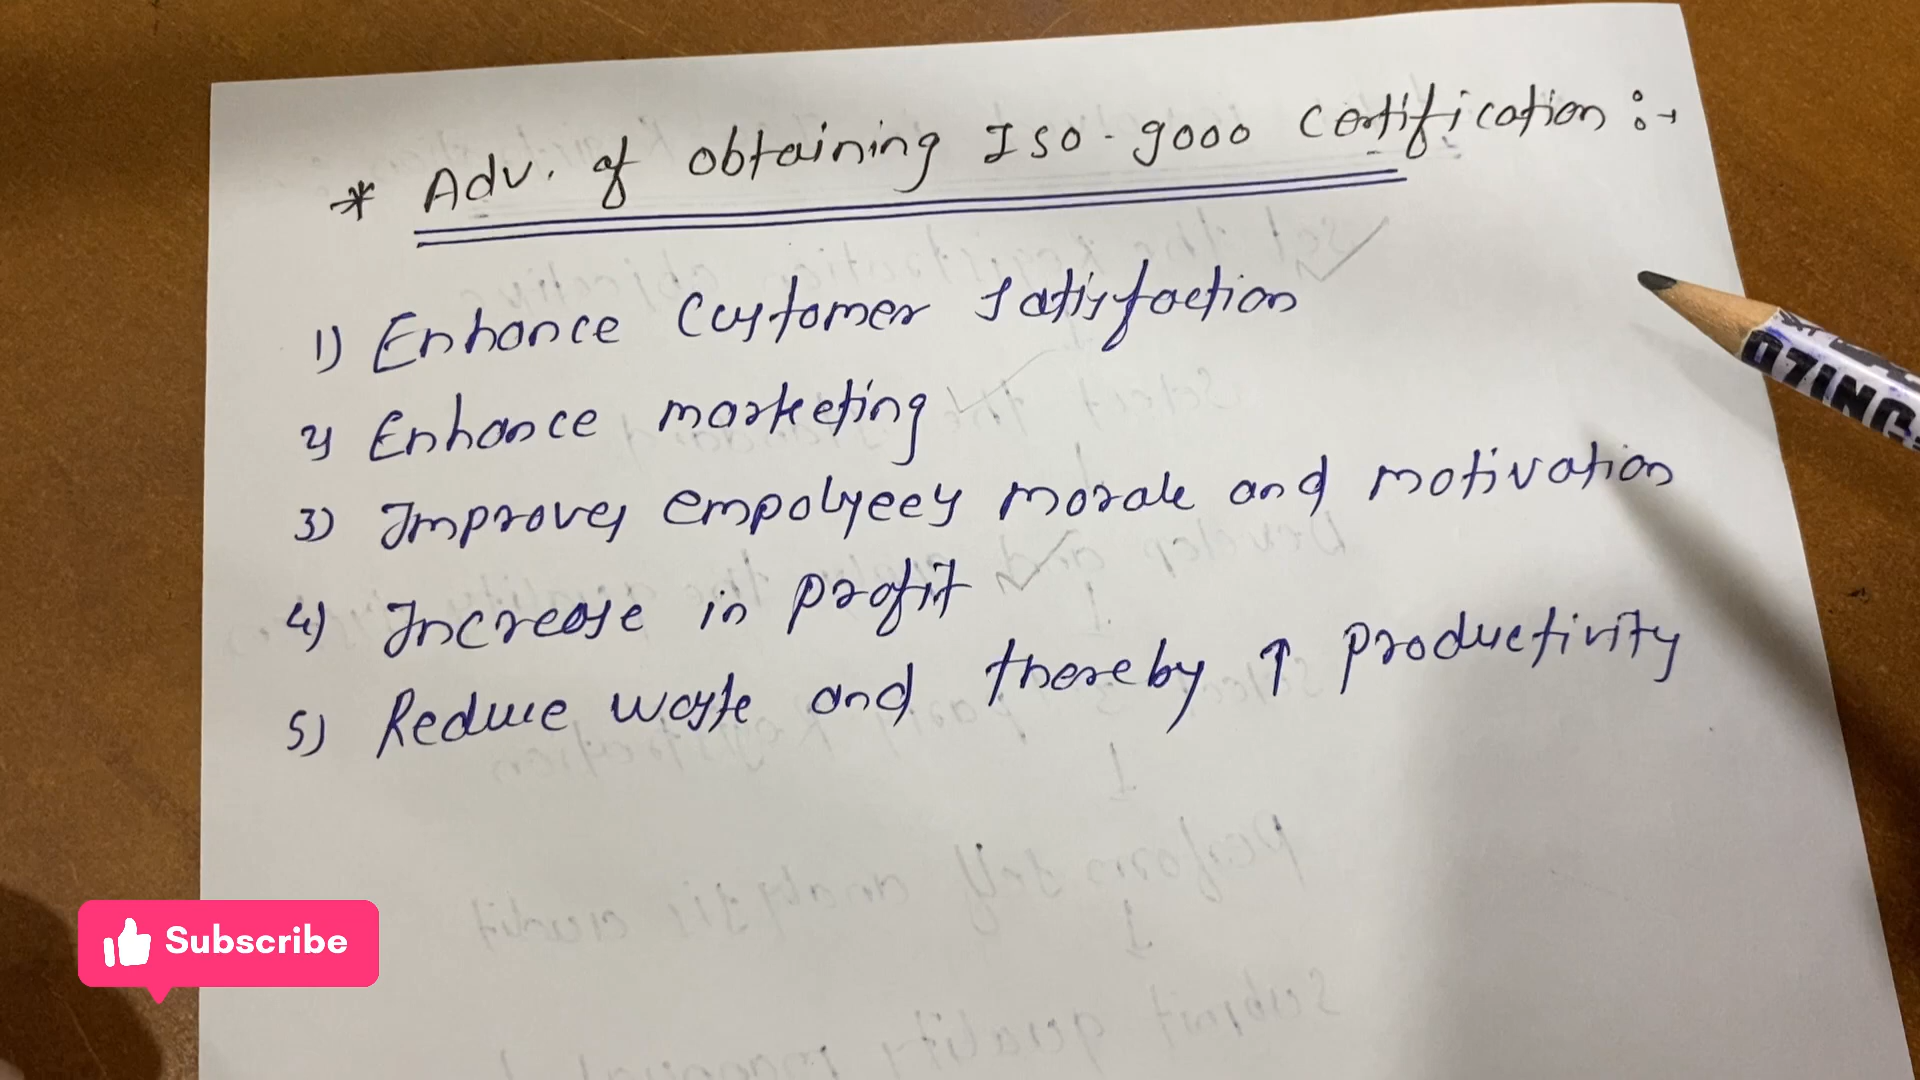 * Adv. of obtaining ISO-9000 Certification :→
1) Enhance Customer satisfaction
2) Enhance marketing
3) Improves empolyees morale and motivation
4) Increase in profit
5) Reduce waste and thereby ↑ productivity
Subscribe